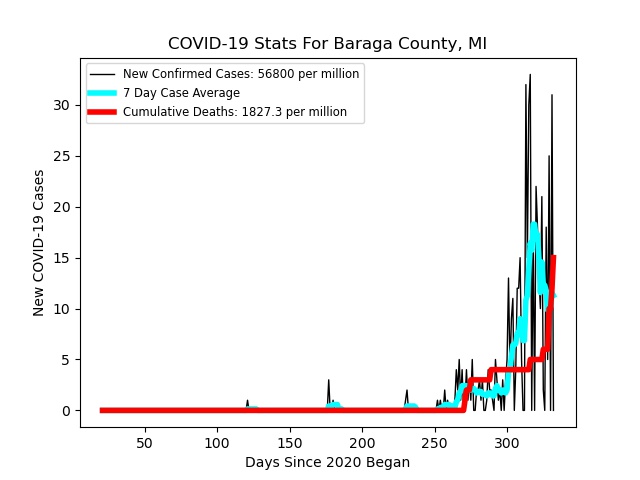 COVID-19 Stats For Baraga County, MI
New Confirmed Cases: 56800 per million
7 Day Case Average
Cumulative Deaths: 1827.3 per million
New COVID-19 Cases
30
25
20
15
10
5
0
50 100 150 200 250 300
Days Since 2020 Began